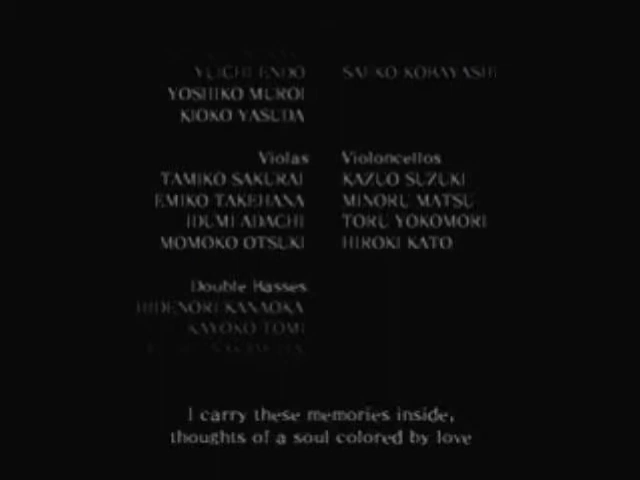 YUICHI ENDO SAEKO KOBAYASHI
YOSHIKO MUROI
KIOKO YASUDA
Violas Violoncellos
TAMIKO SAKURAI KAZUO SUZUKI
EMIKO TAKEHANA MINORU MATSU
IDUMI ADACHI TORU YOKOMORI
MOMOKO OTSUKI HIROKI KATO
Double Basses
HIDENORI KANAOKA
KAYOKO TOMI
I carry these memories inside,
thoughts of a soul colored by love